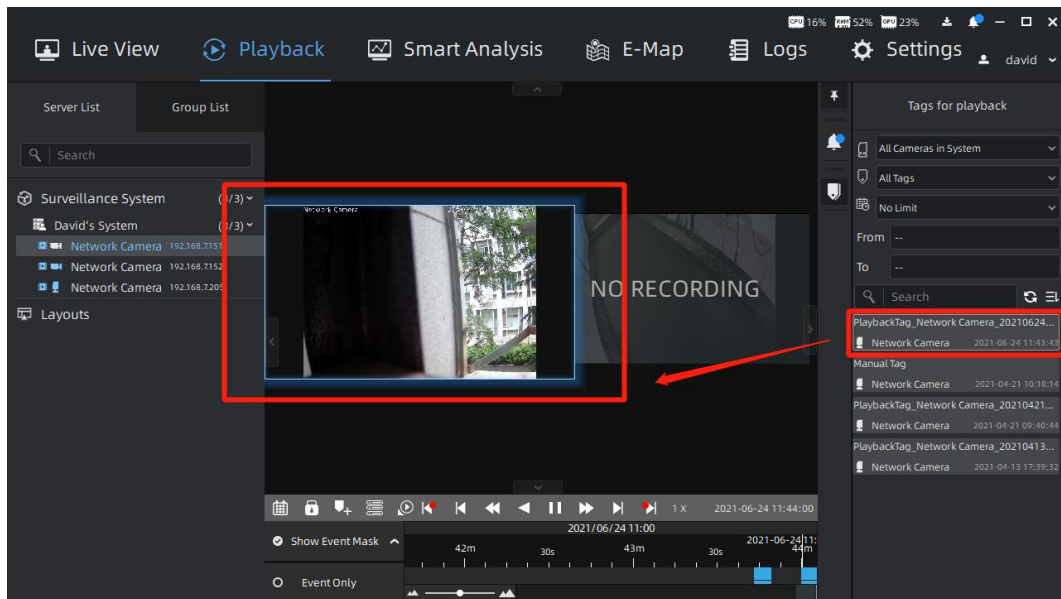 CPU 16% RAM 52% GPU 23%
Live View Playback Smart Analysis E-Map Logs Settings david
Server List Group List
Search
Surveillance System (3/3)
David's System (3/3)
Network Camera 192.168.7.151
Network Camera 192.168.7.152
Network Camera 192.168.7.205
Layouts
Network Camera
NO RECORDING
Tags for playback
All Cameras in System
All Tags
No Limit
From --
To --
Search
PlaybackTag_Network Camera_20210624...
Network Camera 2021-06-24 11:43:43
Manual Tag
Network Camera 2021-04-21 10:18:14
PlaybackTag_Network Camera_20210421...
Network Camera 2021-04-21 09:40:44
PlaybackTag_Network Camera_20210413...
Network Camera 2021-04-13 17:39:32
1 X 2021-06-24 11:44:00
2021/06/24 11:00
Show Event Mask
2021-06-24 11:
42m 30s 43m 30s 44m
Event Only